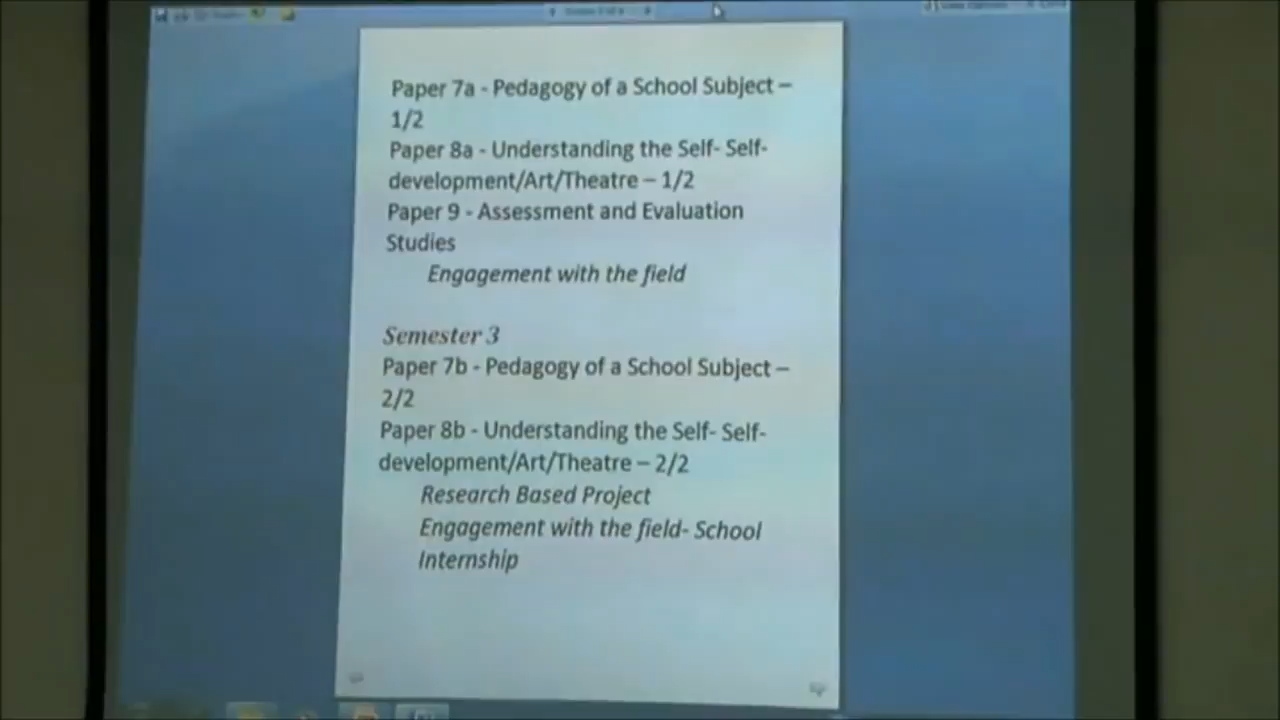 Paper 7a - Pedagogy of a School Subject –
1/2
Paper 8a - Understanding the Self- Self-
development/Art/Theatre – 1/2
Paper 9 - Assessment and Evaluation
Studies
Engagement with the field
Semester 3
Paper 7b - Pedagogy of a School Subject –
2/2
Paper 8b - Understanding the Self- Self-
development/Art/Theatre – 2/2
Research Based Project
Engagement with the field- School
Internship